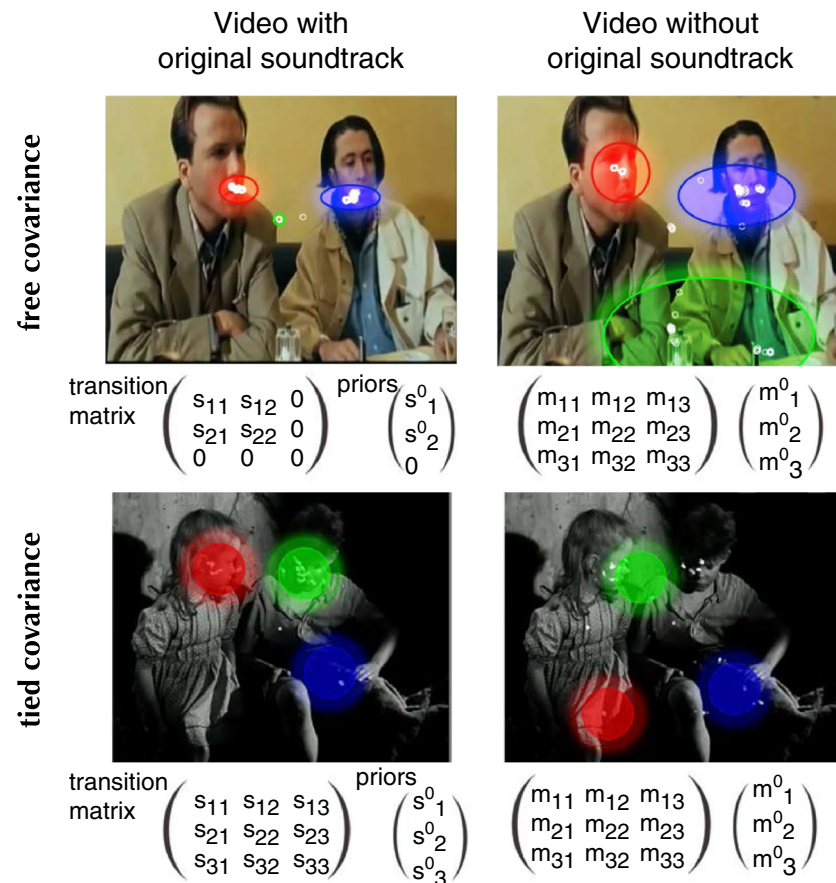 Video with
original soundtrack
Video without
original soundtrack
free covariance
transition
matrix
s11 s12 0
s21 s22 0
0 0 0
priors
s⁰1
s⁰2
0
m11 m12 m13
m21 m22 m23
m31 m32 m33
m⁰1
m⁰2
m⁰3
tied covariance
transition
matrix
s11 s12 s13
s21 s22 s23
s31 s32 s33
priors
s⁰1
s⁰2
s⁰3
m11 m12 m13
m21 m22 m23
m31 m32 m33
m⁰1
m⁰2
m⁰3